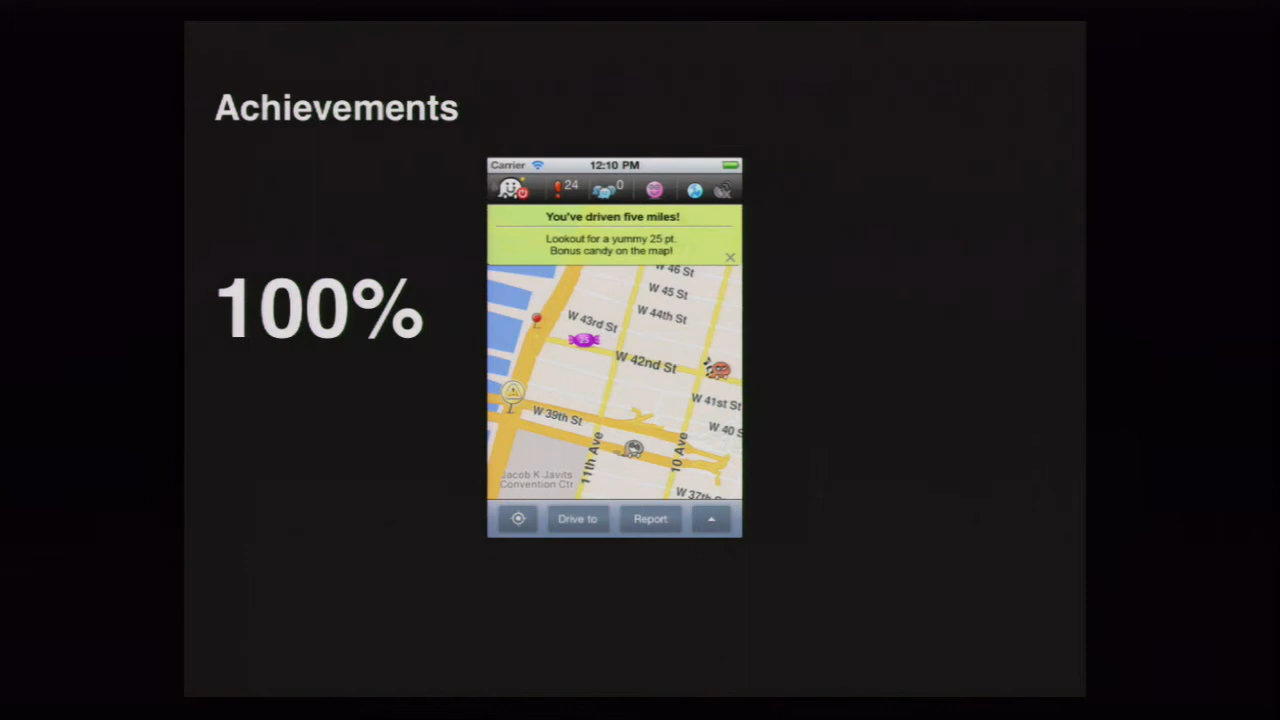 Achievements
100%
Carrier 12:10 PM
24 0
You've driven five miles!
Lookout for a yummy 25 pt.
Bonus candy on the map!
W 46 St
W 45 St
W 44th St
W 43rd St
25
W 42nd St
W 41st St
W 39th St
W 40 S
11th Ave
10 Ave
Jacob K Javits
Convention Ctr
W 37th S
Drive to Report